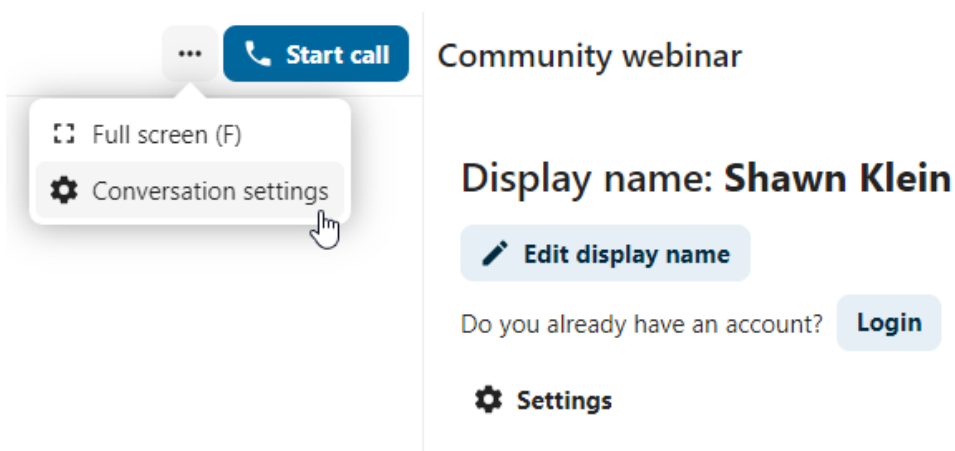 Start call
Community webinar
Full screen (F)
Conversation settings
Display name: Shawn Klein
Edit display name
Do you already have an account? Login
Settings